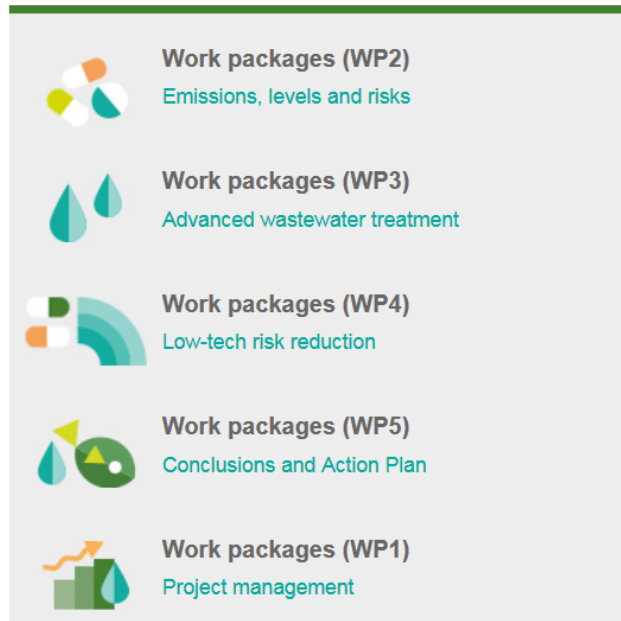 Work packages (WP2)
Emissions, levels and risks
Work packages (WP3)
Advanced wastewater treatment
Work packages (WP4)
Low-tech risk reduction
Work packages (WP5)
Conclusions and Action Plan
Work packages (WP1)
Project management